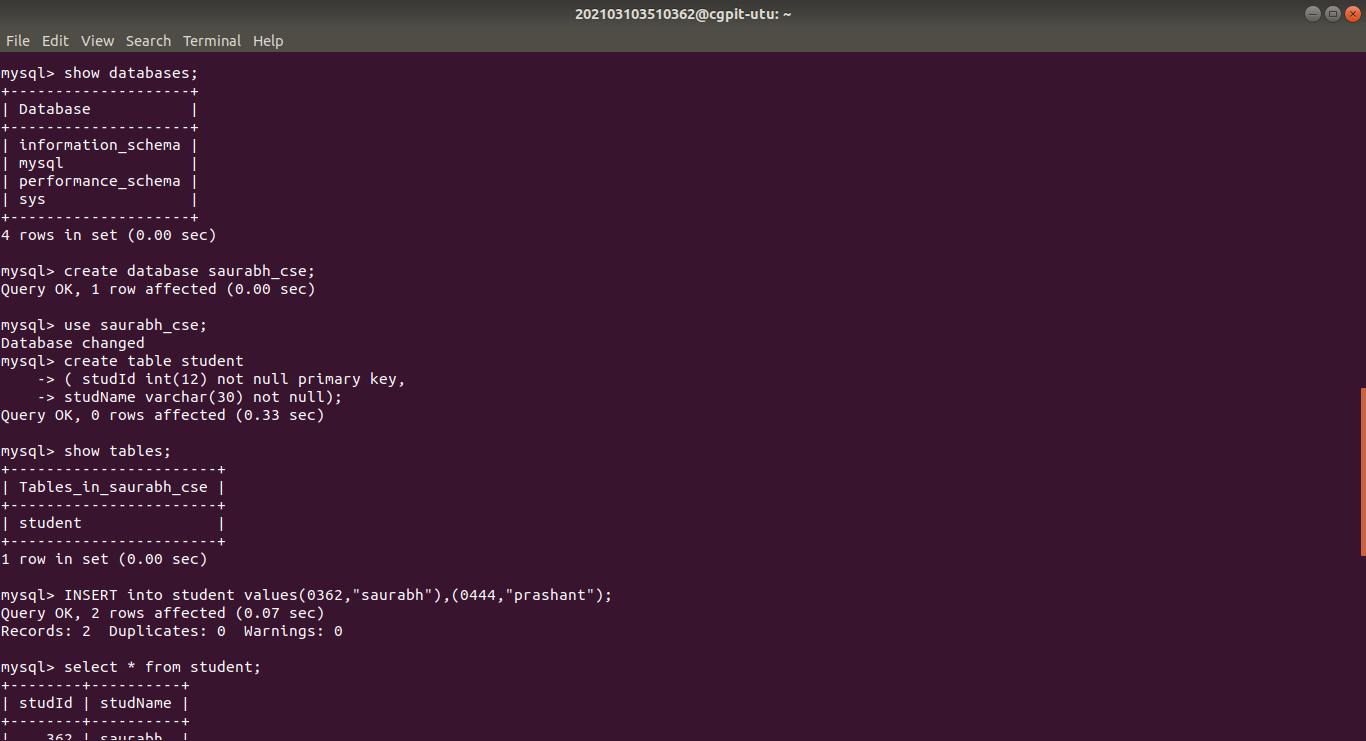 202103103510362@cgpit-utu: ~
File Edit View Search Terminal Help
mysql> show databases;
+--------------------+
| Database           |
+--------------------+
| information_schema |
| mysql              |
| performance_schema |
| sys                |
+--------------------+
4 rows in set (0.00 sec)

mysql> create database saurabh_cse;
Query OK, 1 row affected (0.00 sec)

mysql> use saurabh_cse;
Database changed
mysql> create table student
    -> ( studId int(12) not null primary key,
    -> studName varchar(30) not null);
Query OK, 0 rows affected (0.33 sec)

mysql> show tables;
+-----------------------+
| Tables_in_saurabh_cse |
+-----------------------+
| student               |
+-----------------------+
1 row in set (0.00 sec)

mysql> INSERT into student values(0362,"saurabh"),(0444,"prashant");
Query OK, 2 rows affected (0.07 sec)
Records: 2  Duplicates: 0  Warnings: 0

mysql> select * from student;
+--------+----------+
| studId | studName |
+--------+----------+
|    362 | saurabh  |